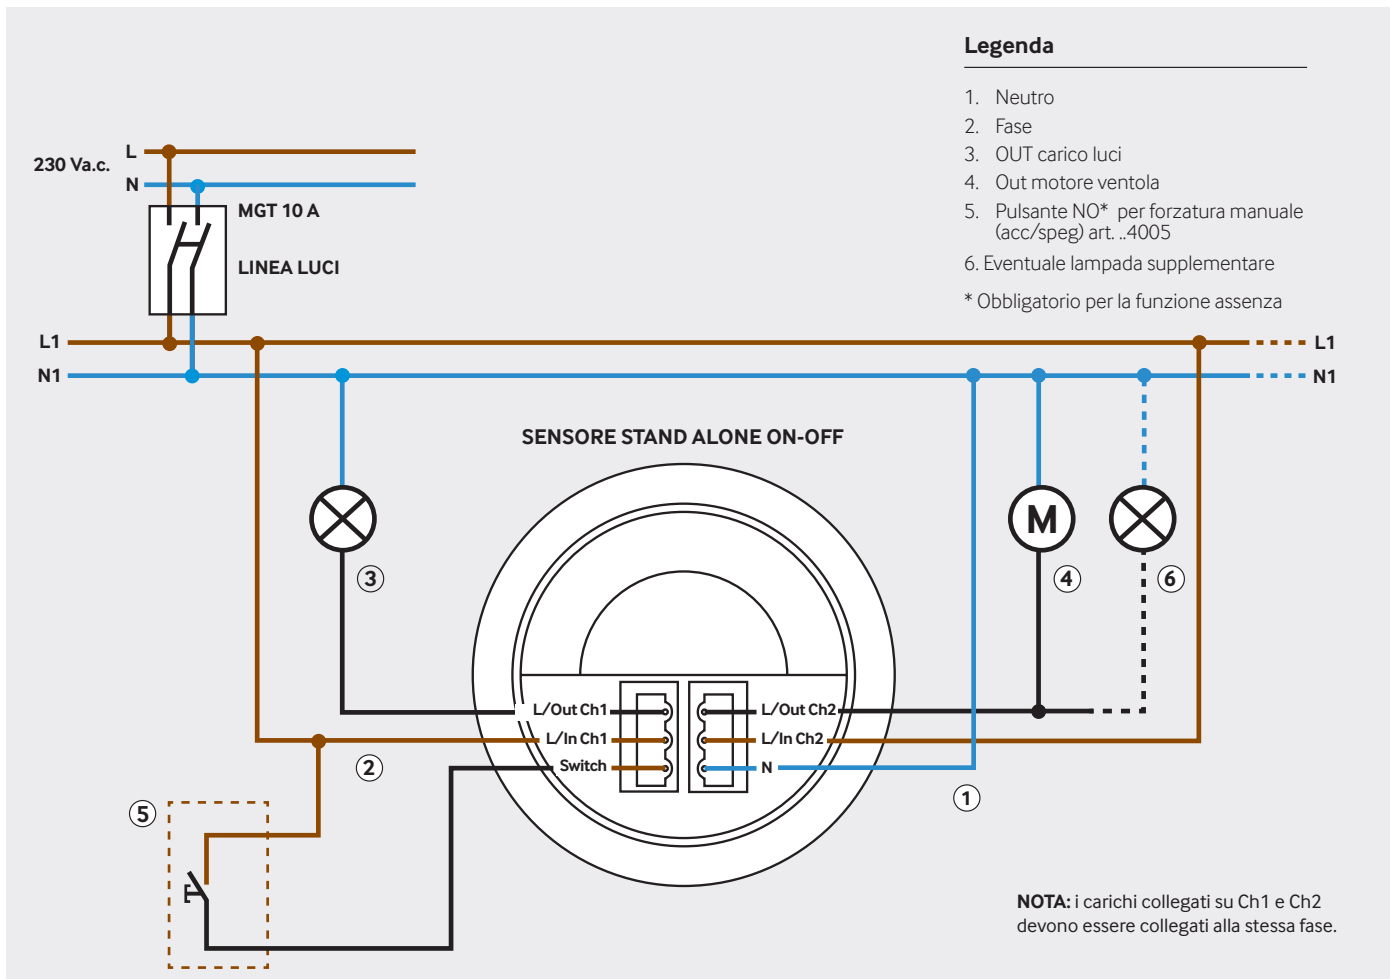 Legenda
1. Neutro
2. Fase
3. OUT carico luci
4. Out motore ventola
5. Pulsante NO* per forzatura manuale
(acc/speg) art. ..4005
6. Eventuale lampada supplementare
* Obbligatorio per la funzione assenza
230 Va.c.
L
N
MGT 10 A
LINEA LUCI
L1
L1
N1
N1
SENSORE STAND ALONE ON-OFF
M
3
4
6
L/Out Ch1
L/Out Ch2
L/In Ch1
L/In Ch2
Switch
N
2
1
5
NOTA: i carichi collegati su Ch1 e Ch2
devono essere collegati alla stessa fase.